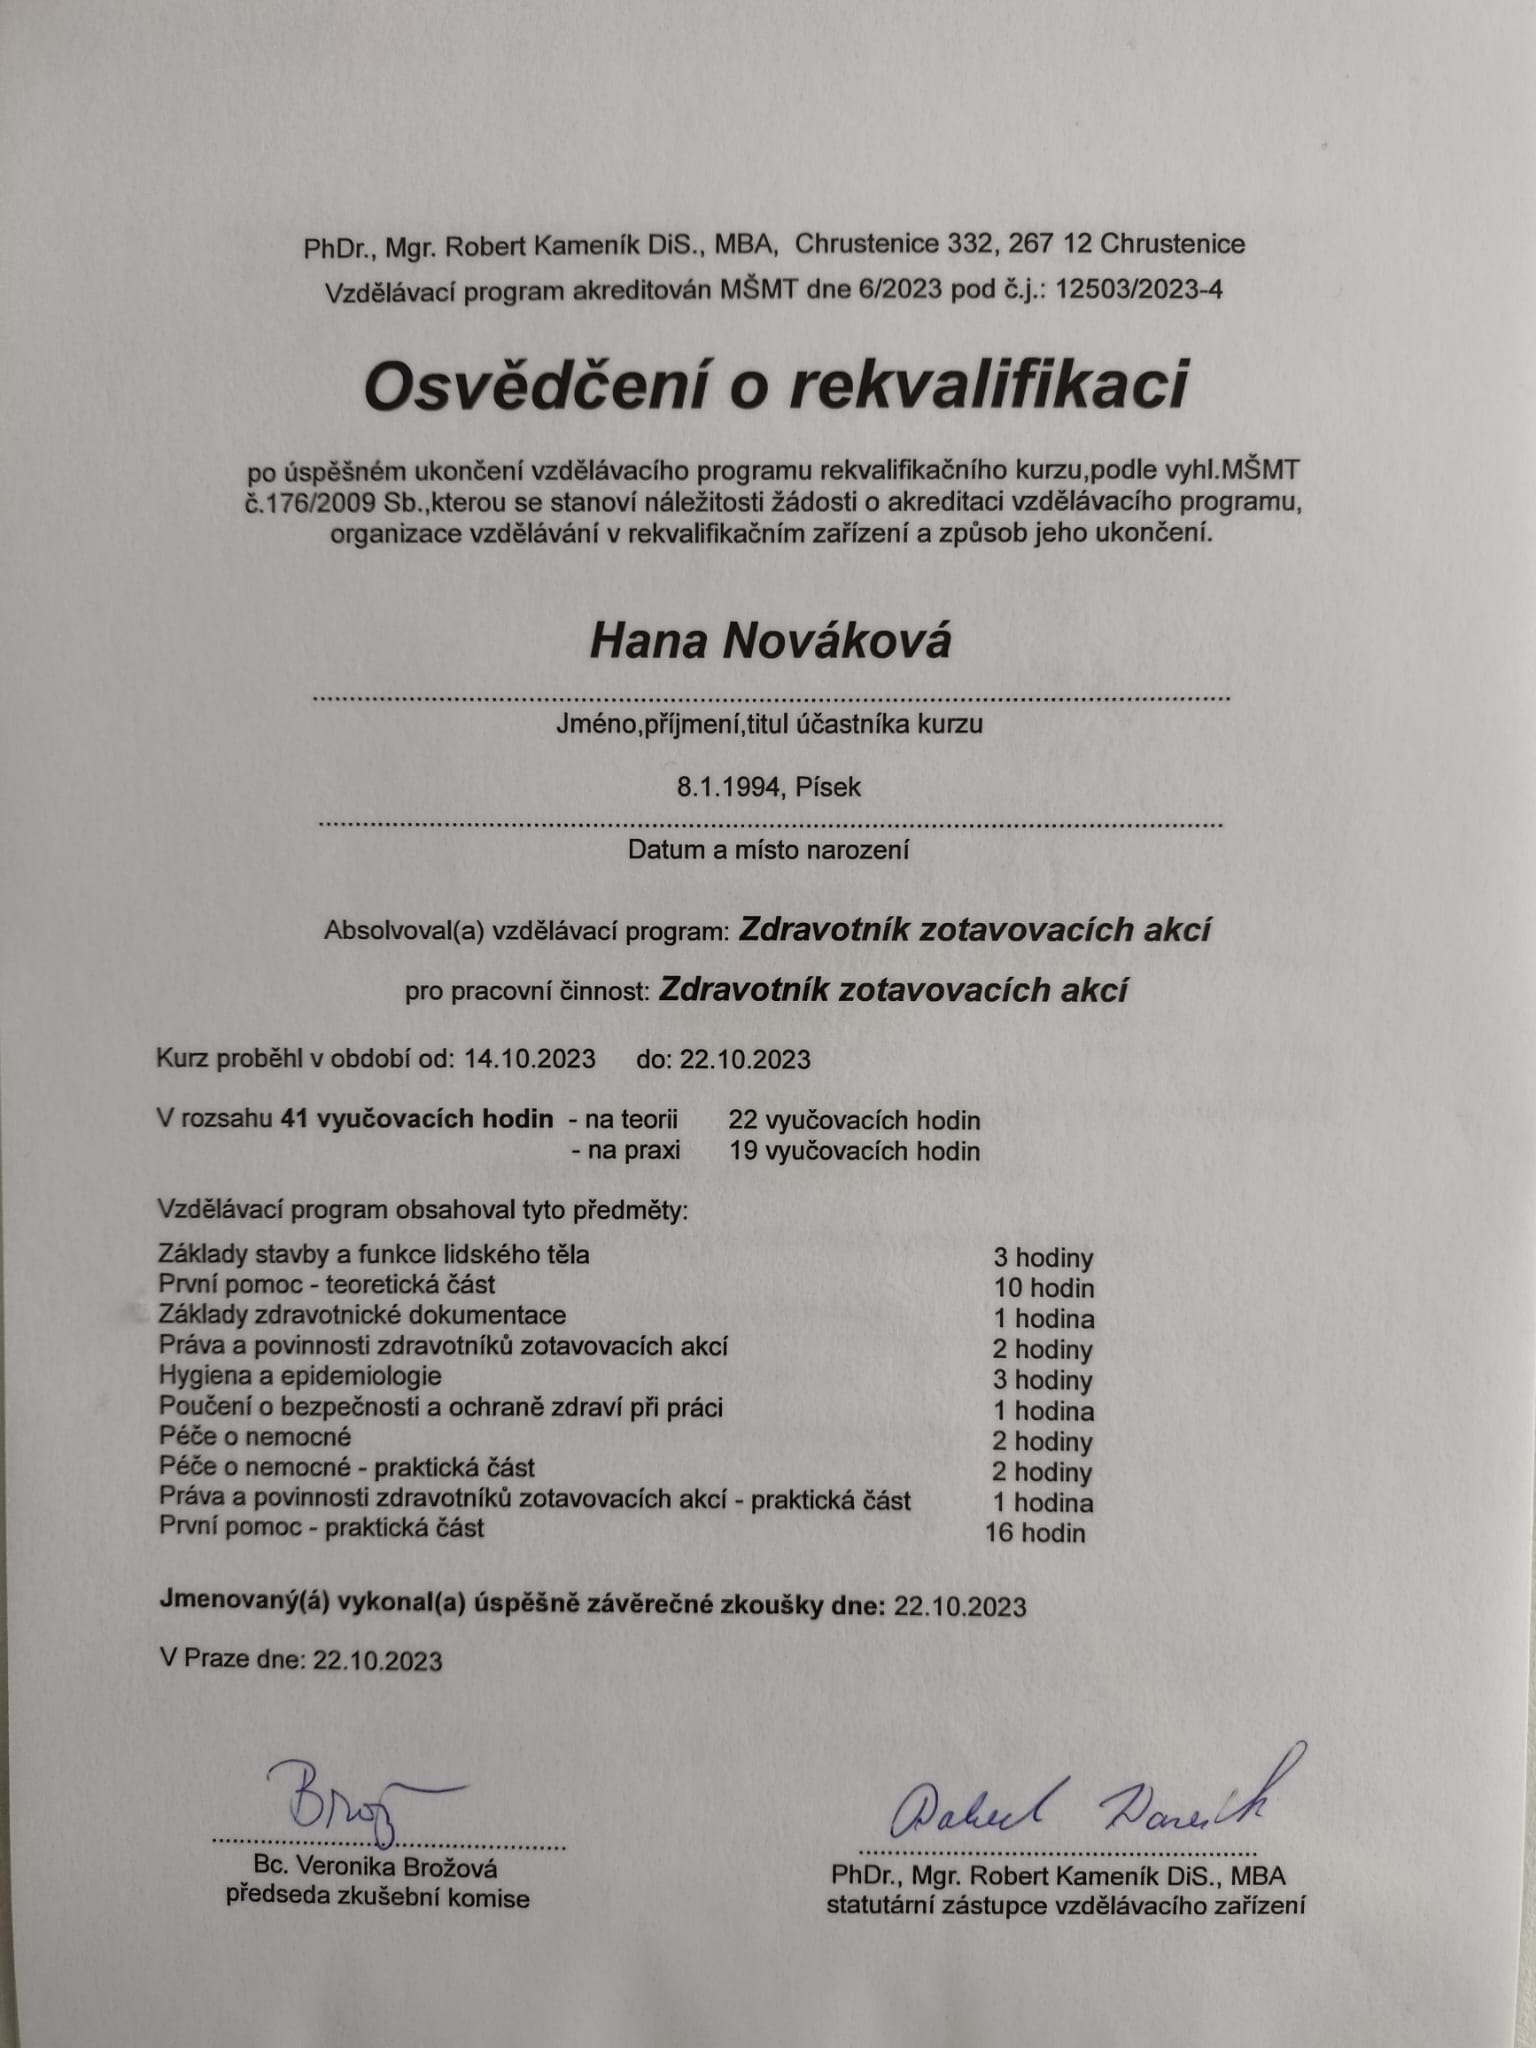 PhDr., Mgr. Robert Kameník DiS., MBA, Chrustenice 332, 267 12 Chrustenice
Vzdělávací program akreditován MŠMT dne 6/2023 pod č.j.: 12503/2023-4
Osvědčení o rekvalifikaci
po úspěšném ukončení vzdělávacího programu rekvalifikačního kurzu,podle vyhl.MŠMT
č.176/2009 Sb.,kterou se stanoví náležitosti žádosti o akreditaci vzdělávacího programu,
organizace vzdělávání v rekvalifikačním zařízení a způsob jeho ukončení.
Hana Nováková
Jméno,příjmení,titul účastníka kurzu
8.1.1994, Písek
Datum a místo narození
Absolvoval(a) vzdělávací program: Zdravotník zotavovacích akcí
pro pracovní činnost: Zdravotník zotavovacích akcí
Kurz proběhl v období od: 14.10.2023 do: 22.10.2023
V rozsahu 41 vyučovacích hodin - na teorii 22 vyučovacích hodin
- na praxi 19 vyučovacích hodin
Vzdělávací program obsahoval tyto předměty:
Základy stavby a funkce lidského těla 3 hodiny
První pomoc - teoretická část 10 hodin
Základy zdravotnické dokumentace 1 hodina
Práva a povinnosti zdravotníků zotavovacích akcí 2 hodiny
Hygiena a epidemiologie 3 hodiny
Poučení o bezpečnosti a ochraně zdraví při práci 1 hodina
Péče o nemocné 2 hodiny
Péče o nemocné - praktická část 2 hodiny
Práva a povinnosti zdravotníků zotavovacích akcí - praktická část 1 hodina
První pomoc - praktická část 16 hodin
Jmenovaný(á) vykonal(a) úspěšně závěrečné zkoušky dne: 22.10.2023
V Praze dne: 22.10.2023
Bc. Veronika Brožová
předseda zkušební komise
PhDr., Mgr. Robert Kameník DiS., MBA
statutární zástupce vzdělávacího zařízení